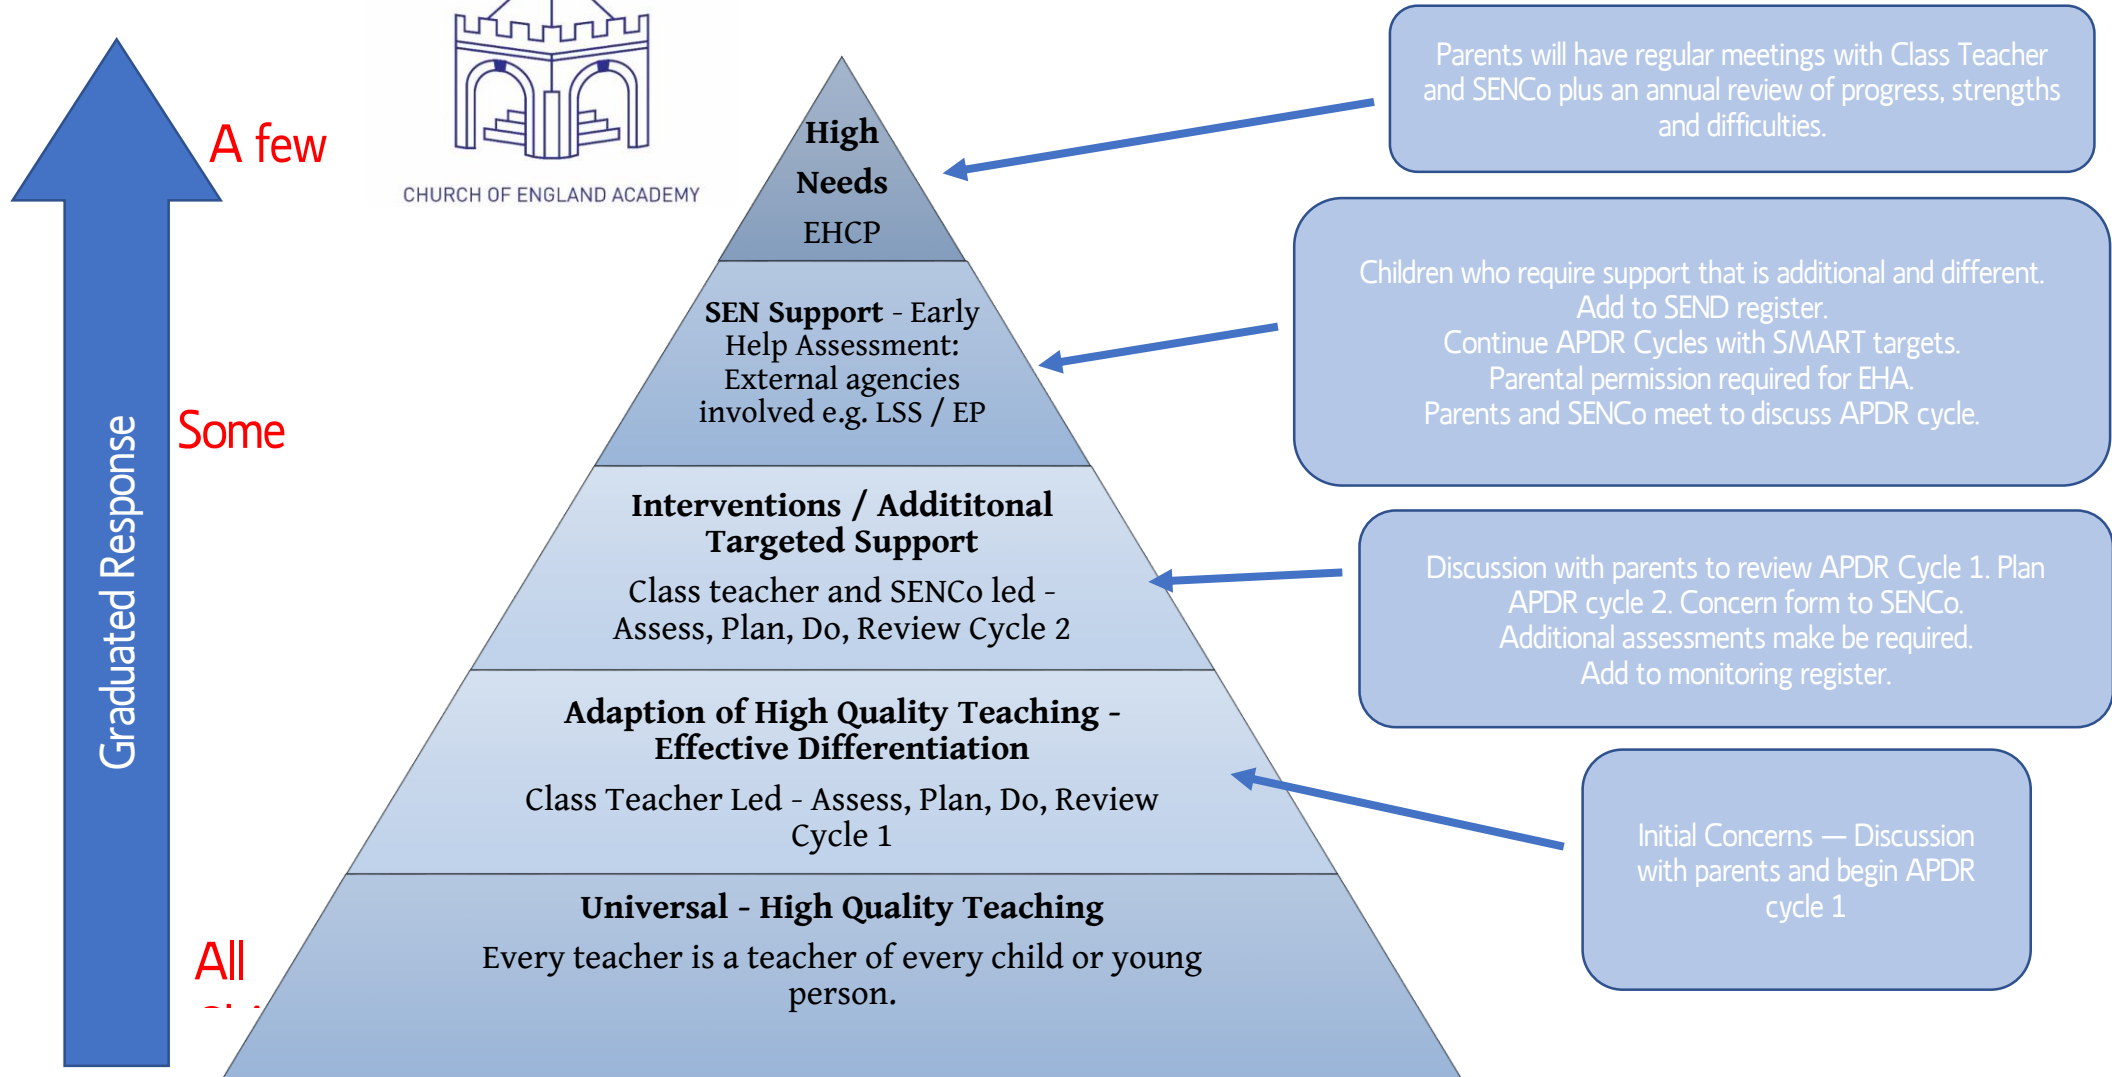 CHURCH OF ENGLAND ACADEMY
A few
Some
All
Graduated Response
High
Needs
EHCP
SEN Support - Early
Help Assessment:
External agencies
involved e.g. LSS / EP
Interventions / Addititonal
Targeted Support
Class teacher and SENCo led -
Assess, Plan, Do, Review Cycle 2
Adaption of High Quality Teaching -
Effective Differentiation
Class Teacher Led - Assess, Plan, Do, Review
Cycle 1
Universal - High Quality Teaching
Every teacher is a teacher of every child or young
person.
Parents will have regular meetings with Class Teacher
and SENCo plus an annual review of progress, strengths
and difficulties.
Children who require support that is additional and different.
Add to SEND register.
Continue APDR Cycles with SMART targets.
Parental permission required for EHA.
Parents and SENCo meet to discuss APDR cycle.
Discussion with parents to review APDR Cycle 1. Plan
APDR cycle 2. Concern form to SENCo.
Additional assessments make be required.
Add to monitoring register.
Initial Concerns — Discussion
with parents and begin APDR
cycle 1